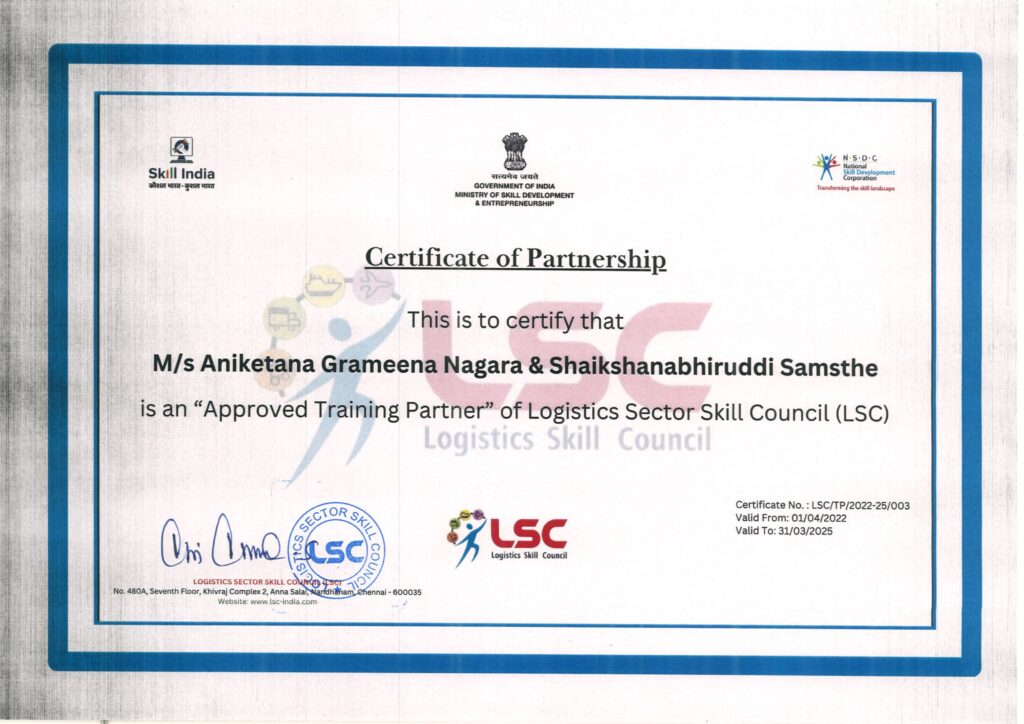 Skill India
कौशल भारत - कुशल भारत
सत्यमेव जयते
GOVERNMENT OF INDIA
MINISTRY OF SKILL DEVELOPMENT
& ENTREPRENEURSHIP
N·S·D·C
National
Skill Development
Corporation
Transforming the skill landscape
Certificate of Partnership
This is to certify that
M/s Aniketana Grameena Nagara & Shaikshanabhiruddi Samsthe
is an “Approved Training Partner” of Logistics Sector Skill Council (LSC)
LSC
Logistics Skill Council
Certificate No. : LSC/TP/2022-25/003
Valid From: 01/04/2022
Valid To: 31/03/2025
LOGISTICS SECTOR SKILL COUNCIL
LSC
LSC
Logistics Skill Council
LOGISTICS SECTOR SKILL COUNCIL (LSC)
No. 480A, Seventh Floor, Khivraj Complex 2, Anna Salai, Nandhanam, Chennai - 600035
Website: www.lsc-india.com